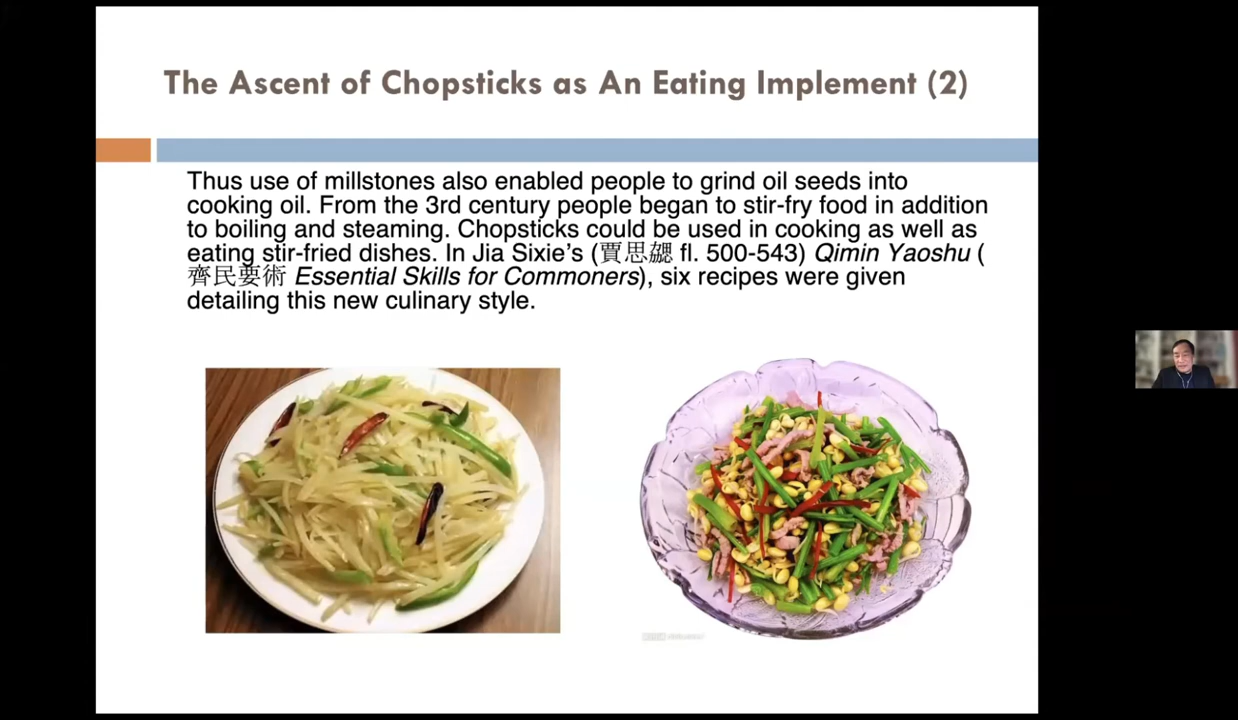 The Ascent of Chopsticks as An Eating Implement (2)
Thus use of millstones also enabled people to grind oil seeds into
cooking oil. From the 3rd century people began to stir-fry food in addition
to boiling and steaming. Chopsticks could be used in cooking as well as
eating stir-fried dishes. In Jia Sixie’s (賈思勰 fl. 500-543) Qimin Yaoshu (
齊民要術 Essential Skills for Commoners), six recipes were given
detailing this new culinary style.